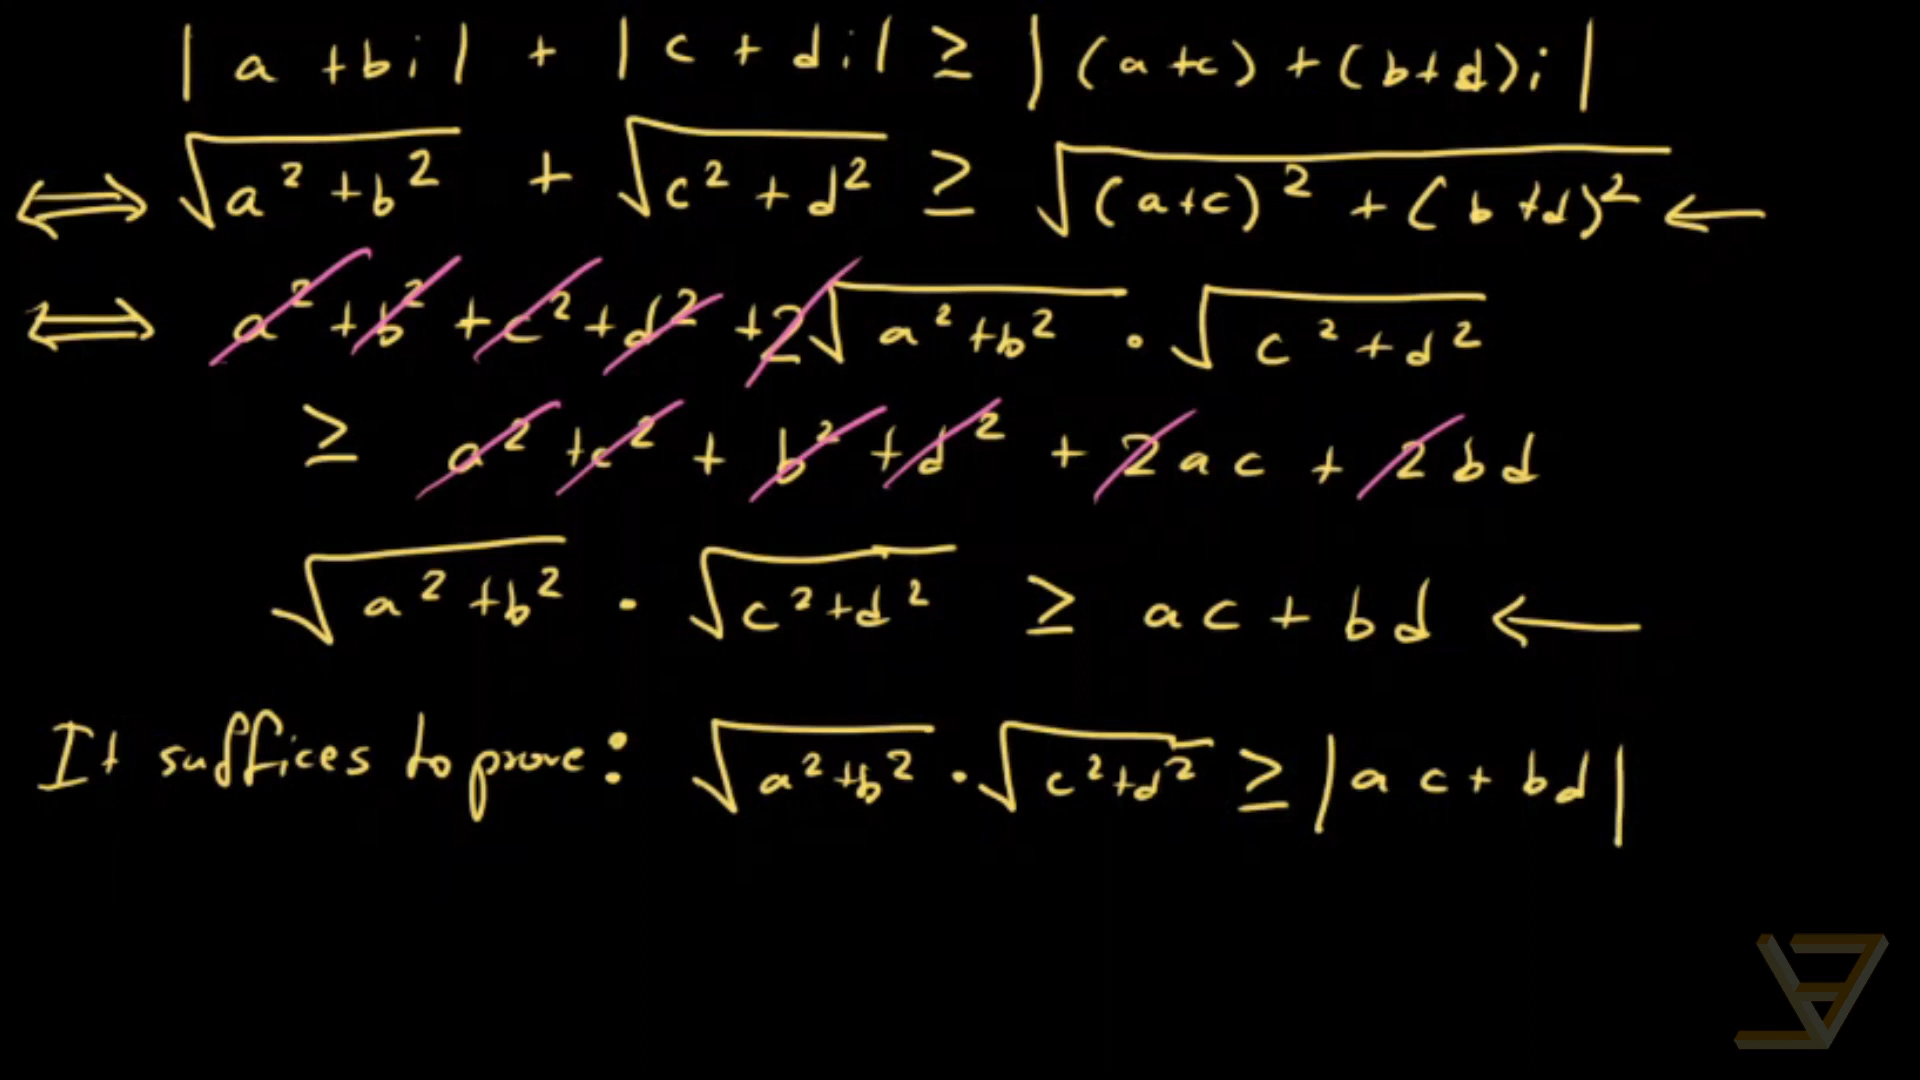 |a + bi| + |c + di| ≥ |(a+c) + (b+d)i|
⟺ √(a² + b²) + √(c² + d²) ≥ √((a+c)² + (b+d)²) ←
⟺ a² + b² + c² + d² + 2√(a² + b²) · √(c² + d²)
≥ a² + c² + b² + d² + 2ac + 2bd
√(a² + b²) · √(c² + d²) ≥ ac + bd ←
It suffices to prove: √(a² + b²) · √(c² + d²) ≥ |ac + bd|